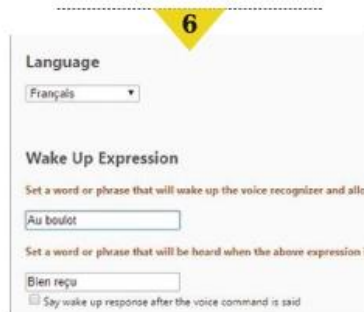 6
Language
Français
Wake Up Expression
Set a word or phrase that will wake up the voice recognizer and allo
Au boulot
Set a word or phrase that will be heard when the above expression
Bien reçu
Say wake up response after the voice command is said